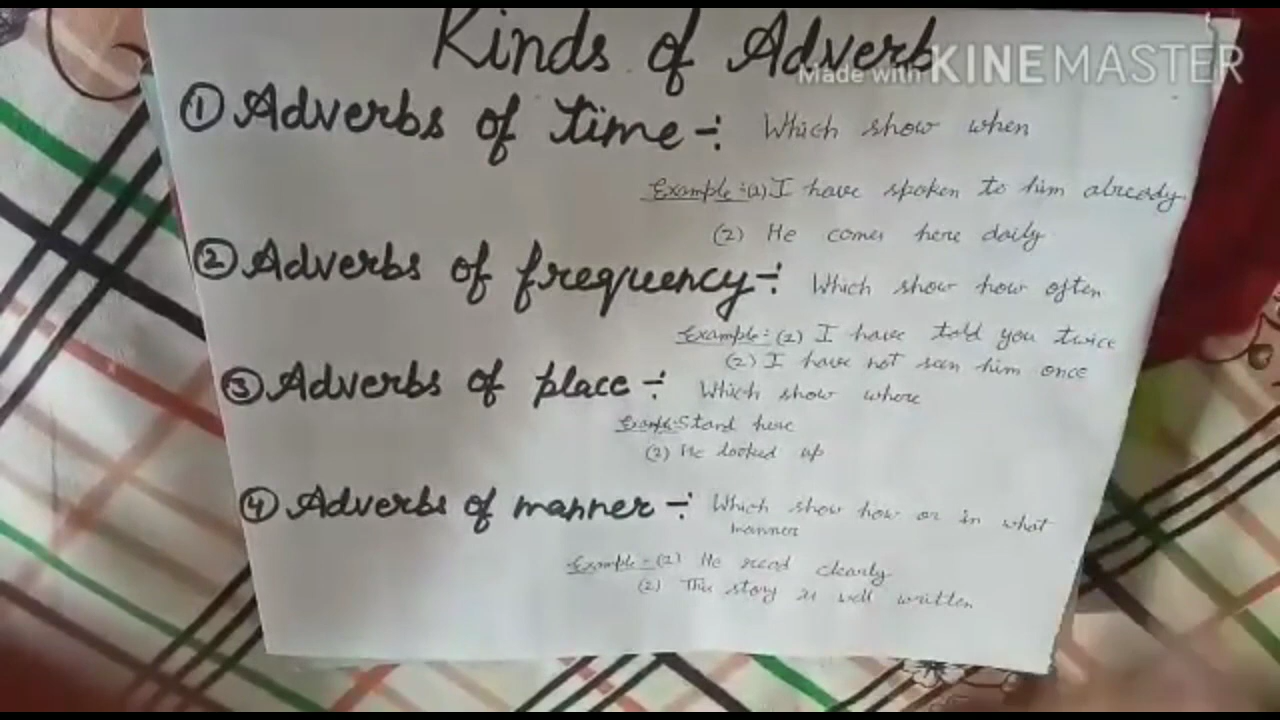 Kinds of Adverb
Made with KINEMASTER
① Adverbs of time -: Which show when
Example :- (1) I have spoken to him already.
(2) He comes here daily
② Adverbs of frequency -: Which show how often
Example :- (2) I have told you twice
(2) I have not seen him once
③ Adverbs of place -: Which show where
Example:- Stand here
(2) He looked up
④ Adverbs of manner -: Which show how or in what
manner
Example - (2) He read clearly
(2) This story is well written